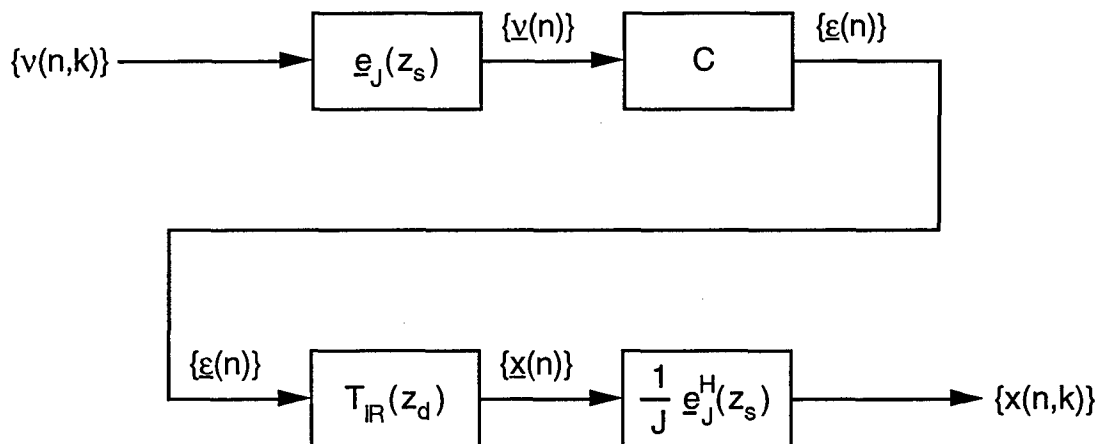 {ν(n,k)}
e_J(z_s)
{ν(n)}
C
{ε(n)}
{ε(n)}
T_IR(z_d)
{x(n)}
1/J e_J^H(z_s)
{x(n,k)}